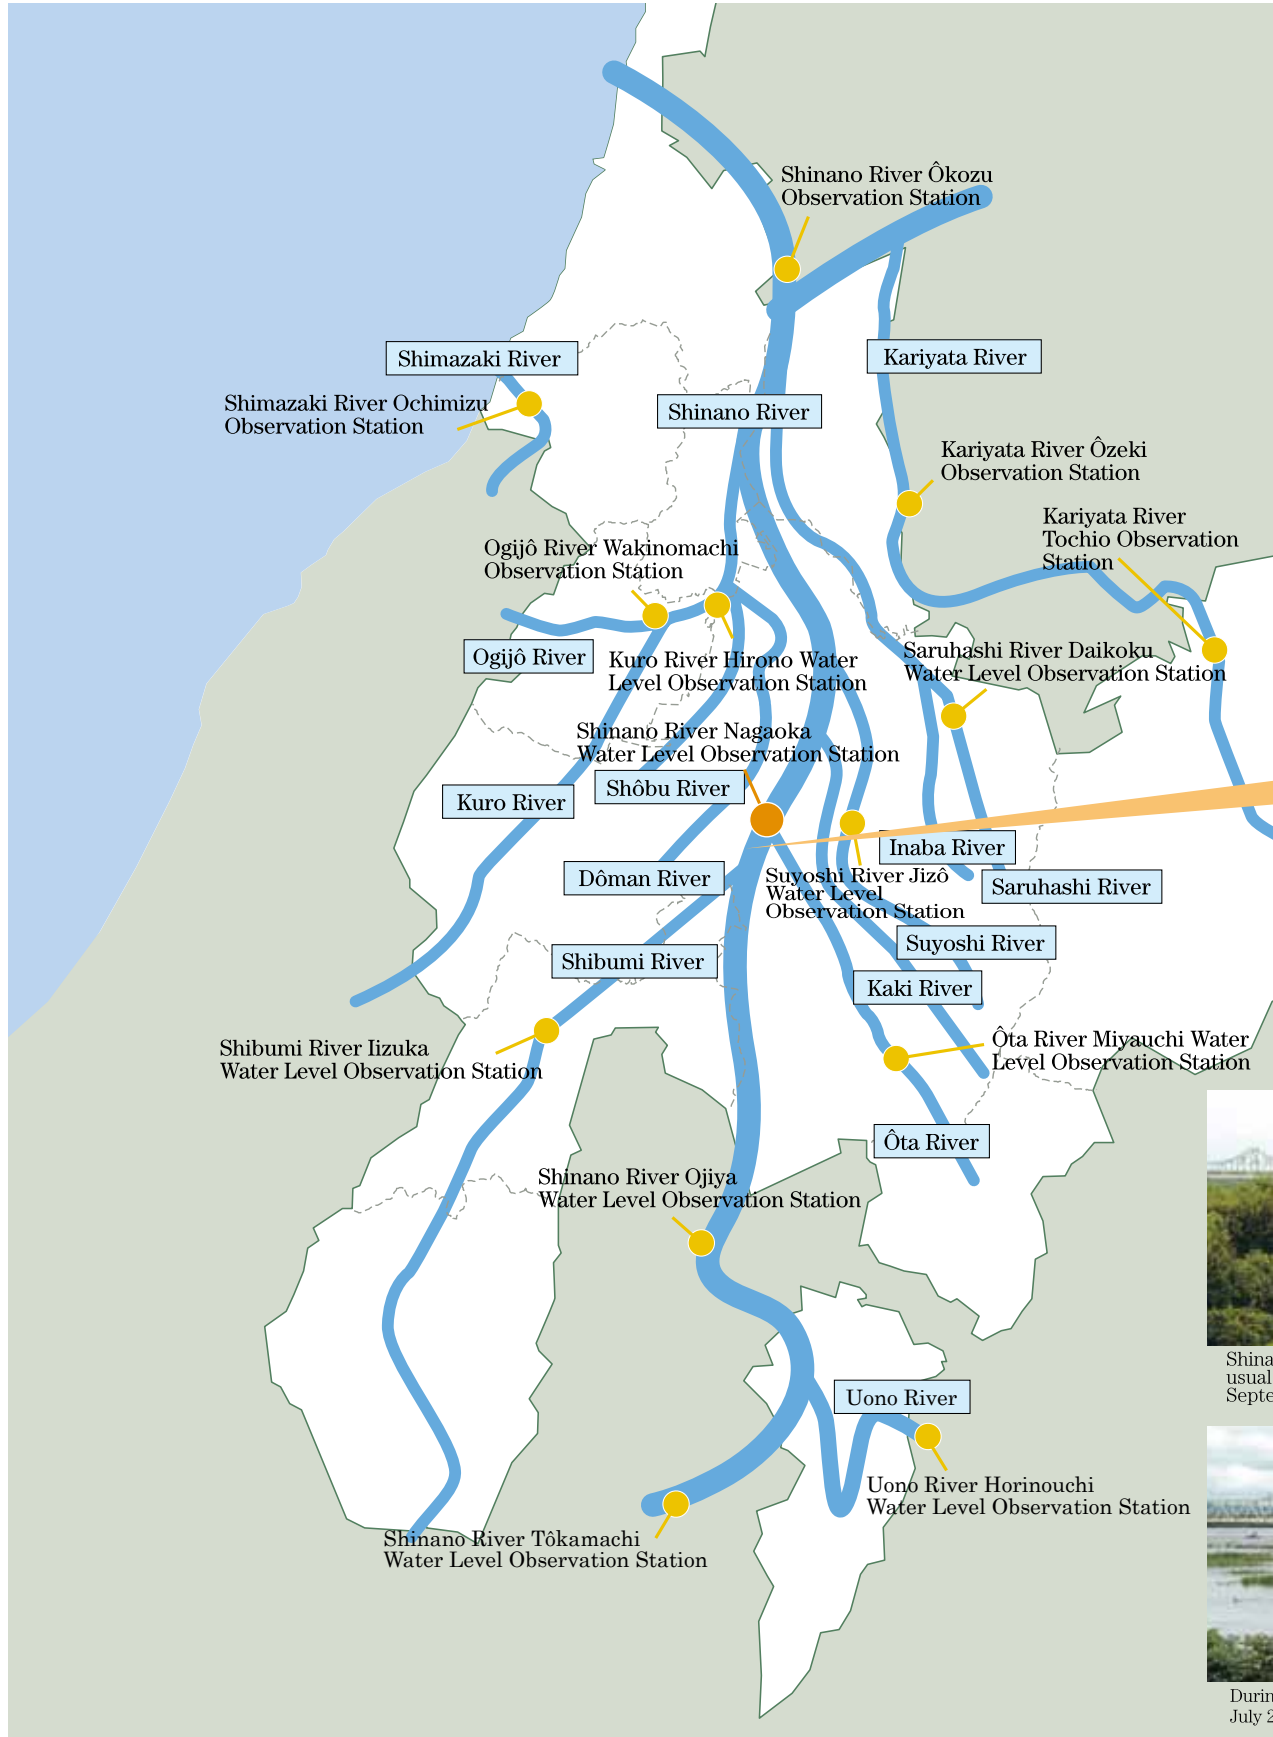 Shinano River Ôkozu
Observation Station
Shimazaki River
Kariyata River
Shimazaki River Ochimizu
Observation Station
Shinano River
Kariyata River Ôzeki
Observation Station
Kariyata River
Tochio Observation
Station
Ogijô River Wakinomachi
Observation Station
Ogijô River
Kuro River Hirono Water
Level Observation Station
Saruhashi River Daikoku
Water Level Observation Station
Shinano River Nagaoka
Water Level Observation Station
Shôbu River
Kuro River
Inaba River
Dôman River
Suyoshi River Jizô
Water Level
Observation Station
Saruhashi River
Suyoshi River
Shibumi River
Kaki River
Shibumi River Iizuka
Water Level Observation Station
Ôta River Miyauchi Water
Level Observation Station
Ôta River
Shinano River Ojiya
Water Level Observation Station
Shina
usual
Septe
Uono River
Uono River Horinouchi
Water Level Observation Station
Shinano River Tôkamachi
Water Level Observation Station
Durin
July 2